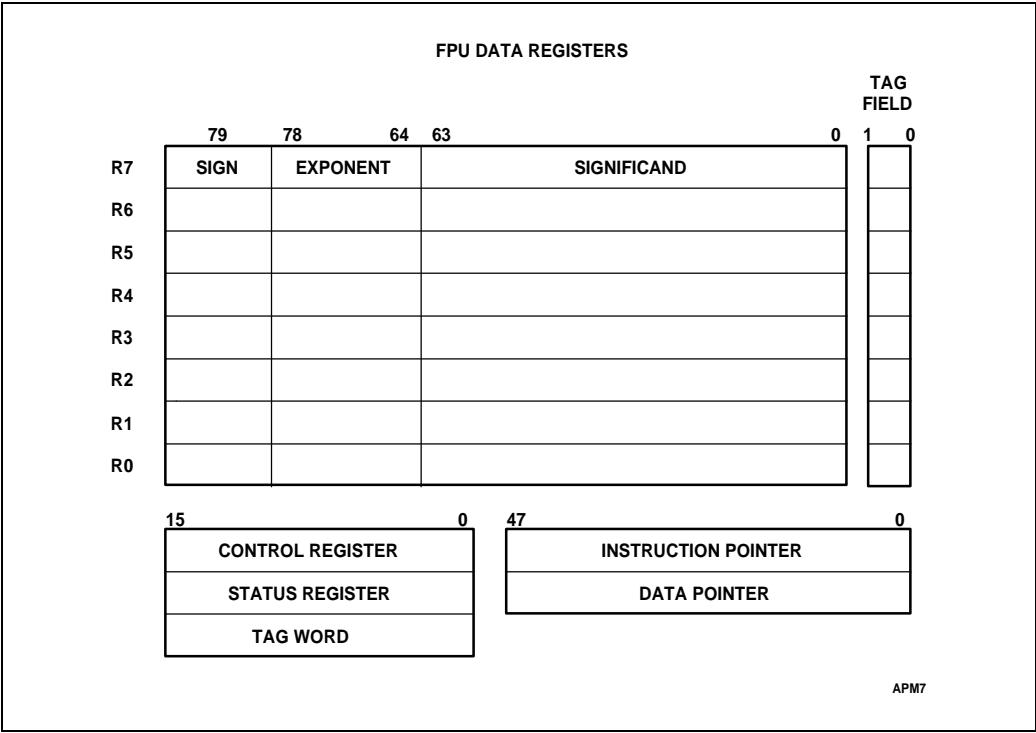 FPU DATA REGISTERS
TAG
FIELD
79 78 64 63 0 1 0
R7 SIGN EXPONENT SIGNIFICAND
R6
R5
R4
R3
R2
R1
R0
15 0 47 0
CONTROL REGISTER INSTRUCTION POINTER
STATUS REGISTER DATA POINTER
TAG WORD
APM7